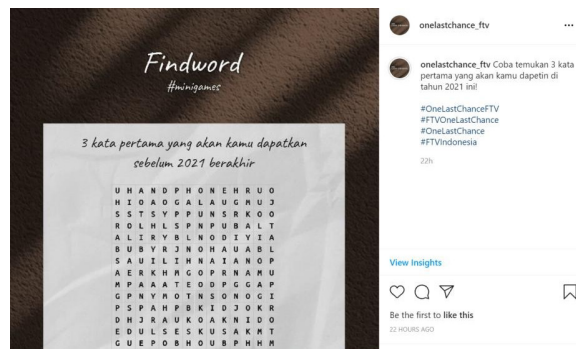 Findword
#minigames
3 kata pertama yang akan kamu dapatkan
sebelum 2021 berakhir
U H A N D P H O N E H R U O
H I O A O G A L A U G M U J
S S T S Y P P U N S R K O O
R O L H L S P N P U B A L T
A L I R Y B L N O D I Y I A
B U B Y R J N O H A U A B L
S A U I L I H N A I A N O P
A E R K H M G O P R N A M U
M P A A A T E O D P G G A P
G P N Y M O T N S O N O G I
P S P A H P B K I D J O K R
D H J R A U K O A K N I D O
E D U L S E S K U S A K M T
G U E P O B H O U B P H H M
onelastchance_ftv
onelastchance_ftv Coba temukan 3 kata
pertama yang akan kamu dapetin di
tahun 2021 ini!
#OneLastChanceFTV
#FTVOneLastChance
#OneLastChance
#FTVIndonesia
22h
View Insights
Be the first to like this
22 HOURS AGO